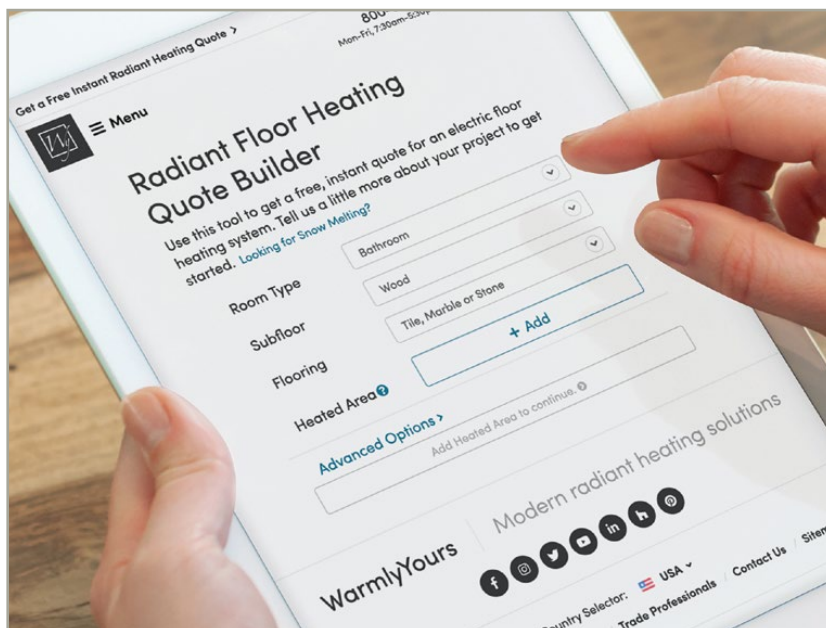 Get a Free Instant Radiant Heating Quote >
800-
Mon-Fri, 7:30am-5:30p
Menu
Radiant Floor Heating
Quote Builder
Use this tool to get a free, instant quote for an electric floor
heating system. Tell us a little more about your project to get
started. Looking for Snow Melting?
Room Type
Bathroom
Subfloor
Wood
Flooring
Tile, Marble or Stone
Heated Area
+ Add
Advanced Options >
Add Heated Area to continue.
WarmlyYours
Modern radiant heating solutions
Country Selector: USA
Trade Professionals
Contact Us
Sitem